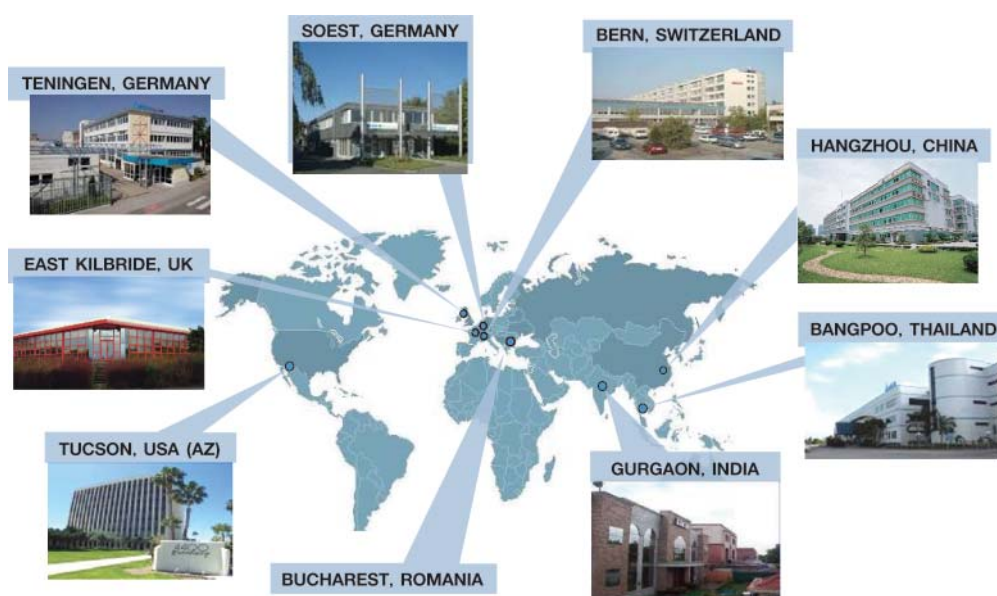 SOEST, GERMANY
BERN, SWITZERLAND
TENINGEN, GERMANY
HANGZHOU, CHINA
EAST KILBRIDE, UK
BANGPOO, THAILAND
TUCSON, USA (AZ)
GURGAON, INDIA
BUCHAREST, ROMANIA